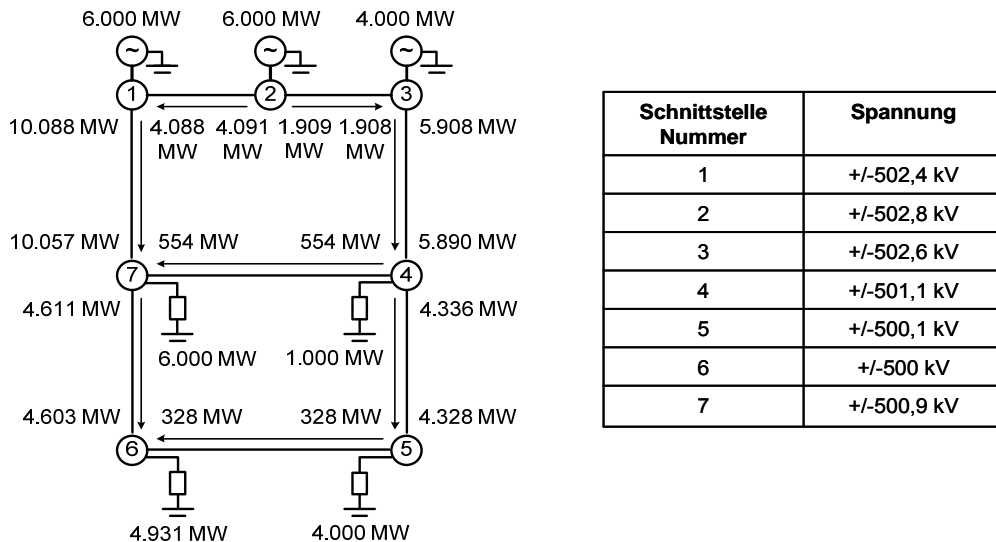 6.000 MW 6.000 MW 4.000 MW
~ ~ ~
1 2 3
10.088 MW 4.088 MW 4.091 MW 1.909 MW 1.908 MW 5.908 MW
10.057 MW 554 MW 554 MW 5.890 MW
7 4
4.611 MW 4.336 MW
6.000 MW 1.000 MW
4.603 MW 328 MW 328 MW 4.328 MW
6 5
4.931 MW 4.000 MW
Schnittstelle Nummer Spannung
1 +/-502,4 kV
2 +/-502,8 kV
3 +/-502,6 kV
4 +/-501,1 kV
5 +/-500,1 kV
6 +/-500 kV
7 +/-500,9 kV